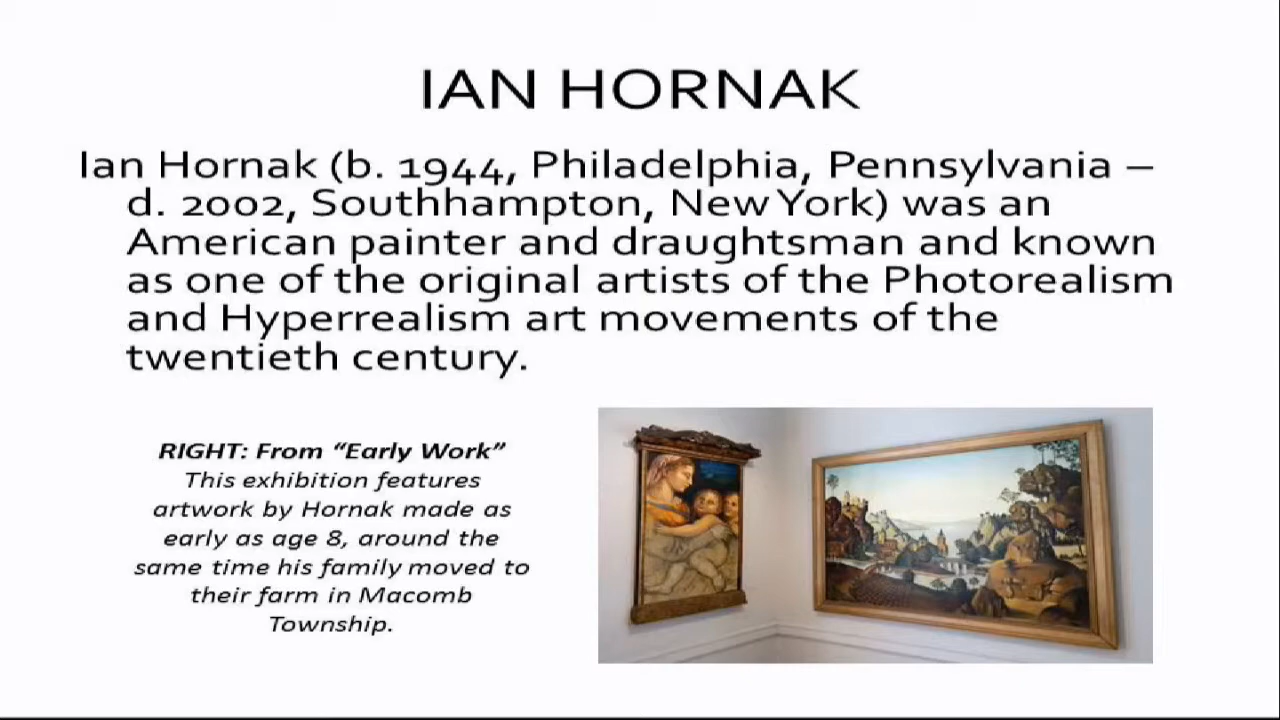 IAN HORNAK
Ian Hornak (b. 1944, Philadelphia, Pennsylvania –
d. 2002, Southhampton, New York) was an
American painter and draughtsman and known
as one of the original artists of the Photorealism
and Hyperrealism art movements of the
twentieth century.
RIGHT: From “Early Work”
This exhibition features
artwork by Hornak made as
early as age 8, around the
same time his family moved to
their farm in Macomb
Township.